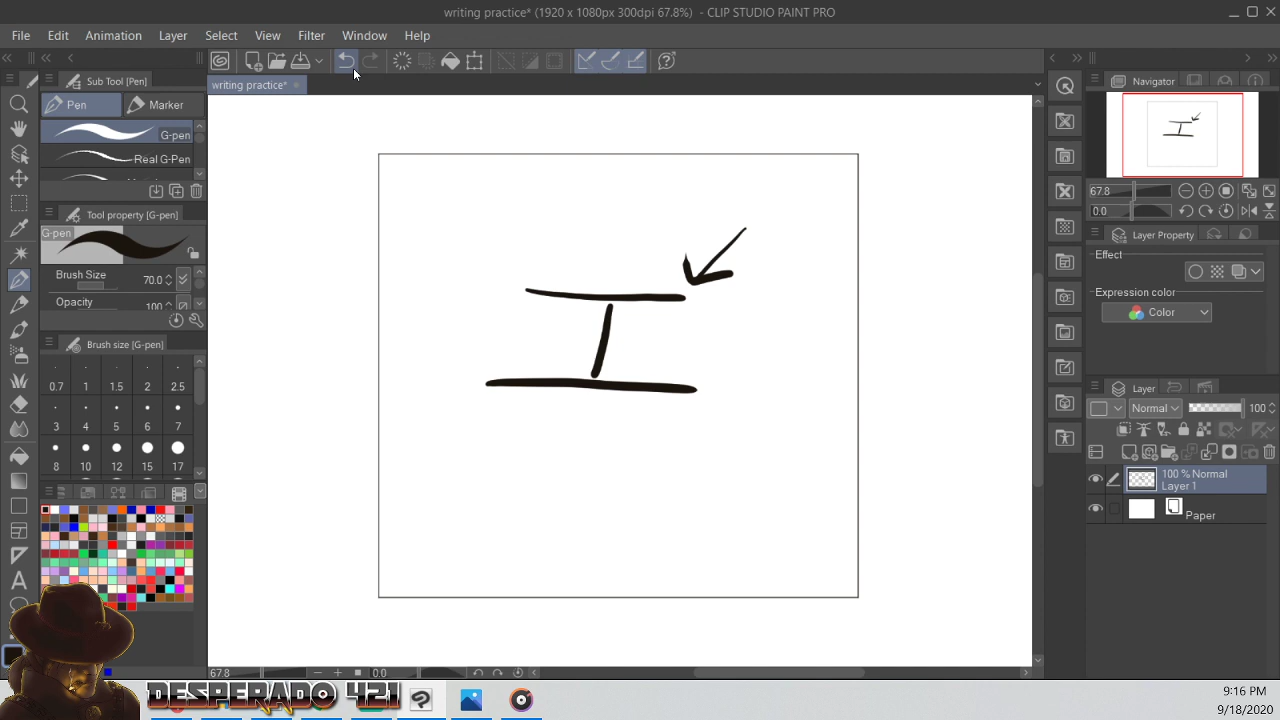 writing practice* (1920 x 1080px 300dpi 67.8%) - CLIP STUDIO PAINT PRO
File Edit Animation Layer Select View Filter Window Help
Sub Tool [Pen]
writing practice*
Navigator
Pen Marker
G-pen
Real G-Pen
67.8
0.0
Tool property [G-pen]
G-pen
Layer Property
Effect
Brush Size 70.0
Opacity 100
Expression color
Color
Brush size [G-pen]
0.7 1 1.5 2 2.5
3 4 5 6 7
8 10 12 15 17
エ
Layer
Normal 100
100 % Normal
Layer 1
Paper
67.8 0.0
DESPERADO 421
9:16 PM
9/18/2020